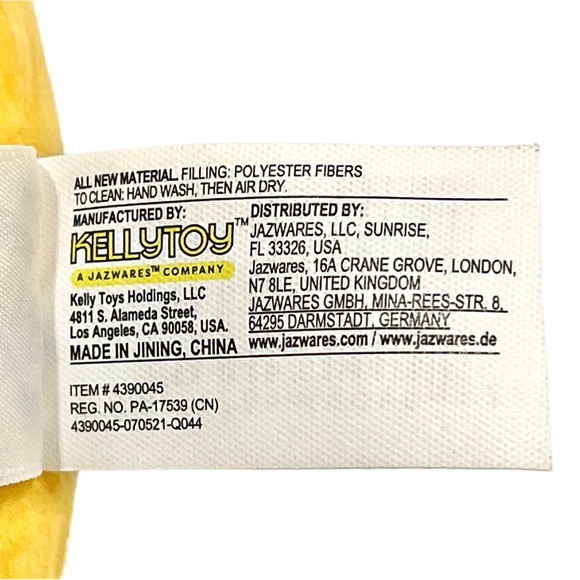 ALL NEW MATERIAL. FILLING: POLYESTER FIBERS
TO CLEAN: HAND WASH, THEN AIR DRY.
MANUFACTURED BY:
KELLYTOY™
A JAZWARES™ COMPANY
Kelly Toys Holdings, LLC
4811 S. Alameda Street,
Los Angeles, CA 90058, USA.
MADE IN JINING, CHINA
DISTRIBUTED BY:
JAZWARES, LLC, SUNRISE,
FL 33326, USA
Jazwares, 16A CRANE GROVE, LONDON,
N7 8LE, UNITED KINGDOM
JAZWARES GMBH, MINA-REES-STR. 8,
64295 DARMSTADT, GERMANY
www.jazwares.com / www.jazwares.de
ITEM # 4390045
REG. NO. PA-17539 (CN)
4390045-070521-Q044